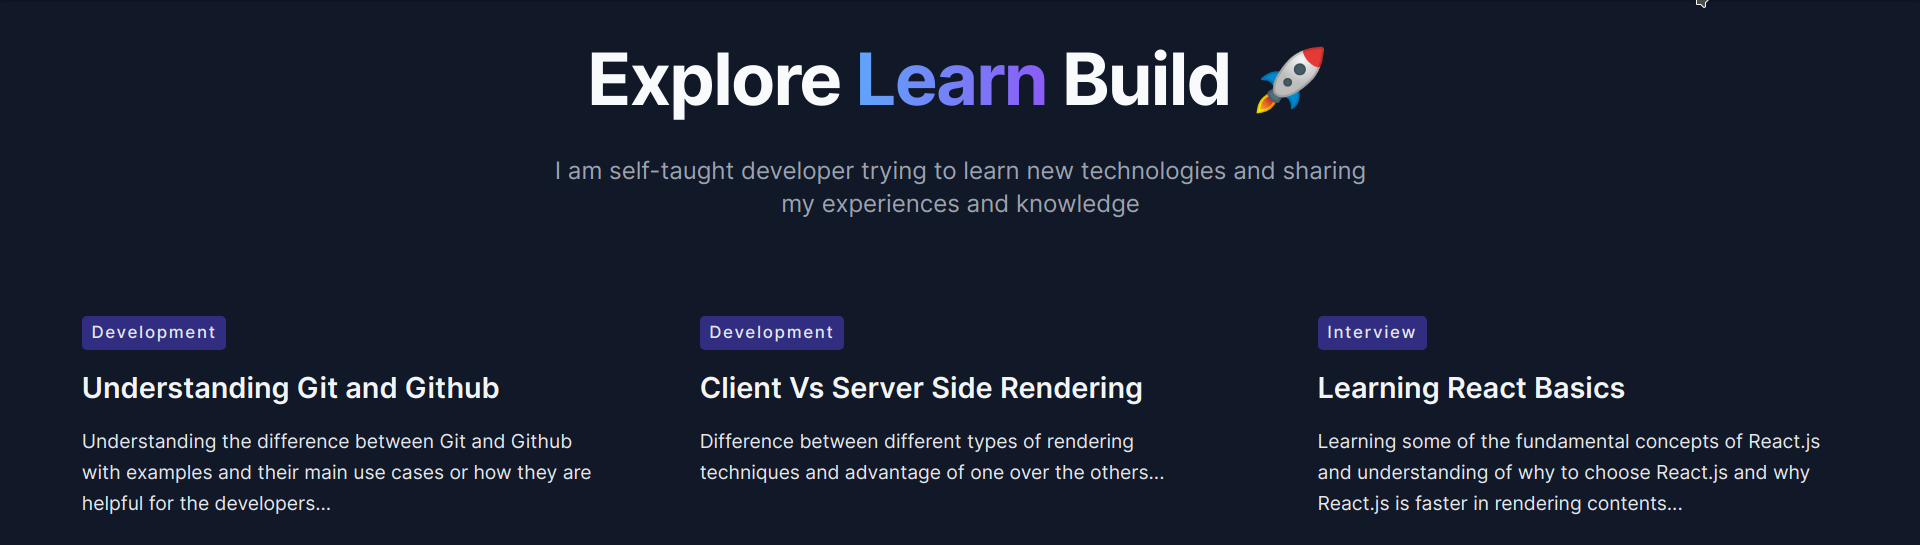 Explore Learn Build 🚀
I am self-taught developer trying to learn new technologies and sharing
my experiences and knowledge
Development
Understanding Git and Github
Understanding the difference between Git and Github
with examples and their main use cases or how they are
helpful for the developers...
Development
Client Vs Server Side Rendering
Difference between different types of rendering
techniques and advantage of one over the others...
Interview
Learning React Basics
Learning some of the fundamental concepts of React.js
and understanding of why to choose React.js and why
React.js is faster in rendering contents...